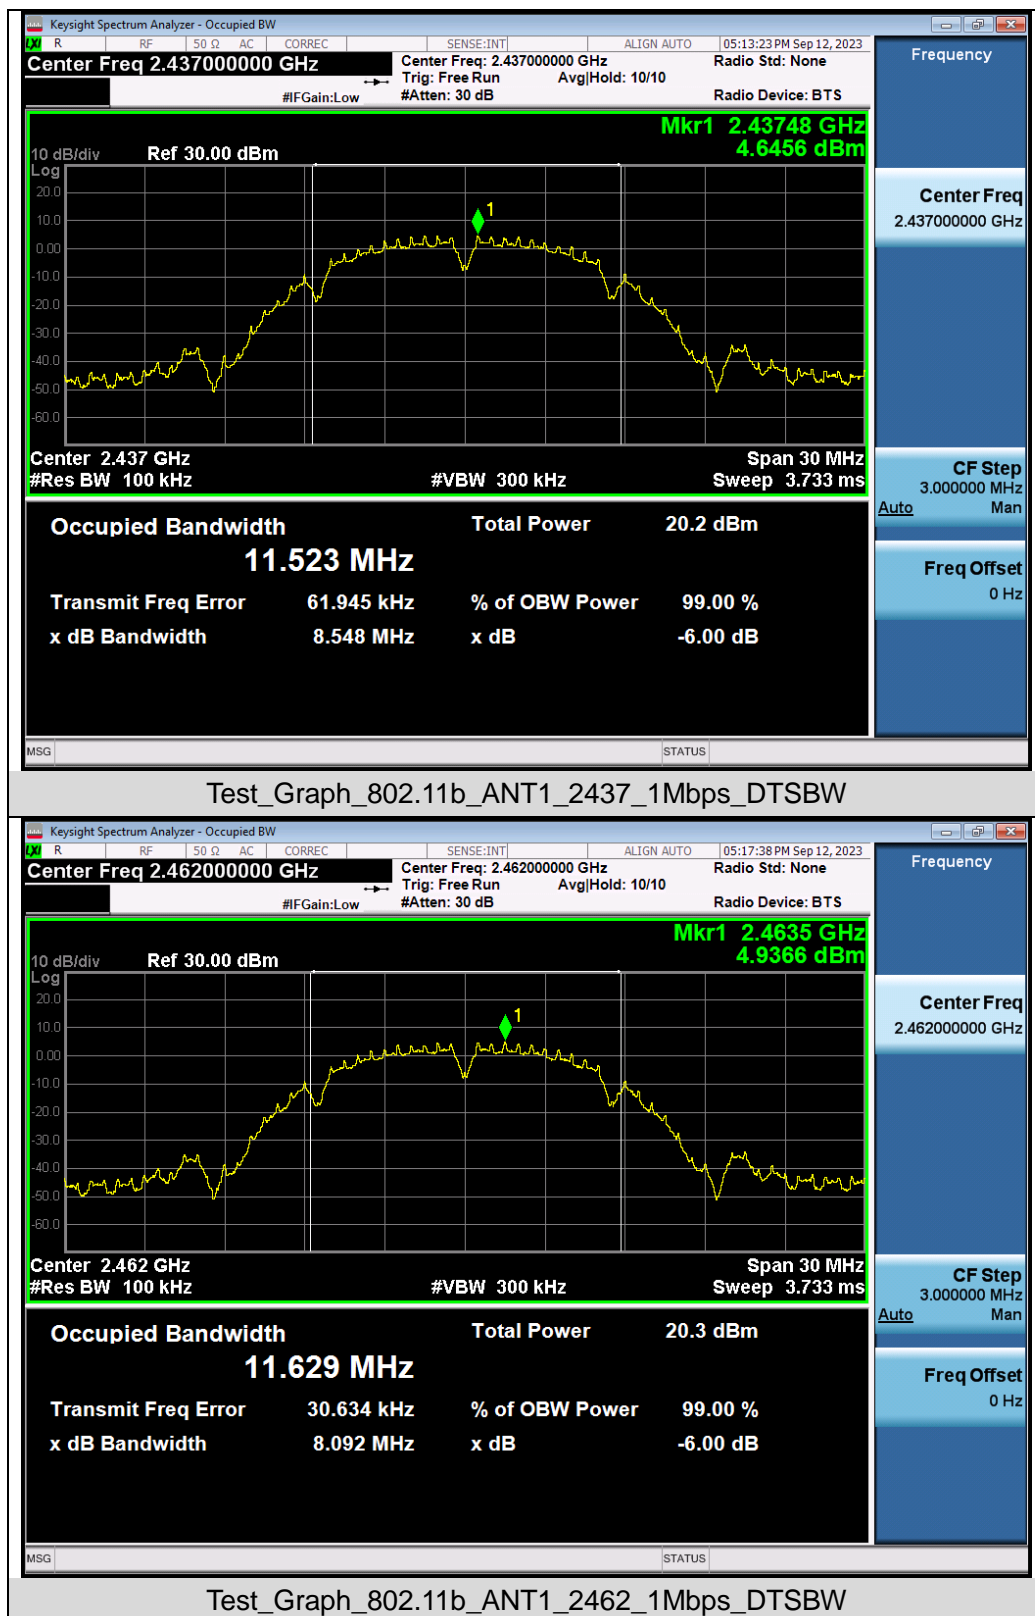 Keysight Spectrum Analyzer - Occupied BW
LXI R RF 50 Ω AC CORREC SENSE:INT ALIGN AUTO 05:13:23 PM Sep 12, 2023
Center Freq 2.437000000 GHz Center Freq: 2.437000000 GHz Radio Std: None Frequency
Trig: Free Run Avg|Hold: 10/10
#IFGain:Low #Atten: 30 dB Radio Device: BTS
Mkr1 2.43748 GHz
4.6456 dBm
10 dB/div Ref 30.00 dBm
Log
20.0
10.0
0.00
-10.0
-20.0
-30.0
-40.0
-50.0
-60.0
1
Center Freq
2.437000000 GHz
Center 2.437 GHz Span 30 MHz
#Res BW 100 kHz #VBW 300 kHz Sweep 3.733 ms
CF Step
3.000000 MHz
Auto Man
Occupied Bandwidth Total Power 20.2 dBm
11.523 MHz
Freq Offset
0 Hz
Transmit Freq Error 61.945 kHz % of OBW Power 99.00 %
x dB Bandwidth 8.548 MHz x dB -6.00 dB
MSG STATUS
Test_Graph_802.11b_ANT1_2437_1Mbps_DTSBW
Keysight Spectrum Analyzer - Occupied BW
LXI R RF 50 Ω AC CORREC SENSE:INT ALIGN AUTO 05:17:38 PM Sep 12, 2023
Center Freq 2.462000000 GHz Center Freq: 2.462000000 GHz Radio Std: None Frequency
Trig: Free Run Avg|Hold: 10/10
#IFGain:Low #Atten: 30 dB Radio Device: BTS
Mkr1 2.4635 GHz
4.9366 dBm
10 dB/div Ref 30.00 dBm
Log
20.0
10.0
0.00
-10.0
-20.0
-30.0
-40.0
-50.0
-60.0
1
Center Freq
2.462000000 GHz
Center 2.462 GHz Span 30 MHz
#Res BW 100 kHz #VBW 300 kHz Sweep 3.733 ms
CF Step
3.000000 MHz
Auto Man
Occupied Bandwidth Total Power 20.3 dBm
11.629 MHz
Freq Offset
0 Hz
Transmit Freq Error 30.634 kHz % of OBW Power 99.00 %
x dB Bandwidth 8.092 MHz x dB -6.00 dB
MSG STATUS
Test_Graph_802.11b_ANT1_2462_1Mbps_DTSBW